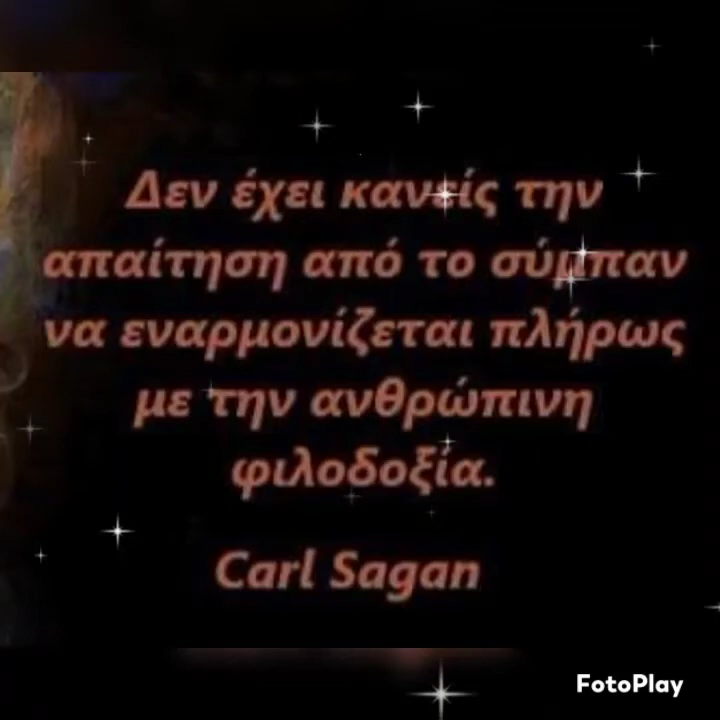 Δεν έχει κανείς την
απαίτηση από το σύμπαν
να εναρμονίζεται πλήρως
με την ανθρώπινη
φιλοδοξία.
Carl Sagan
FotoPlay